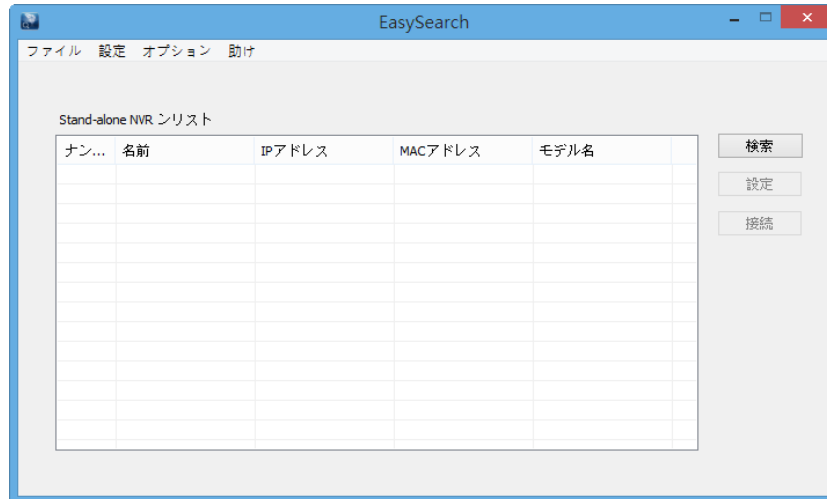 EasySearch
ファイル 設定 オプション 助け
Stand-alone NVR ンリスト
ナン... 名前 IPアドレス MACアドレス モデル名
検索
設定
接続